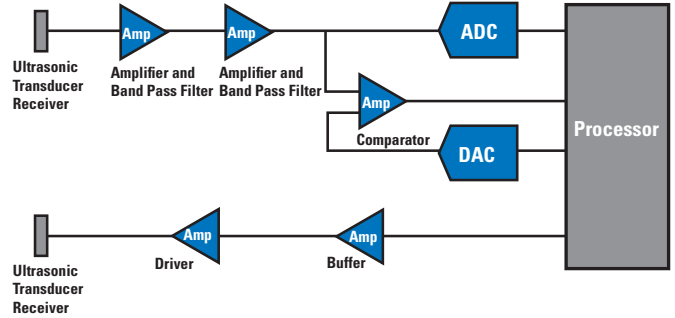 Amp
Amp
ADC
Ultrasonic
Transducer
Receiver
Amplifier and
Band Pass Filter
Amplifier and
Band Pass Filter
Amp
Comparator
DAC
Processor
Amp
Driver
Amp
Buffer
Ultrasonic
Transducer
Receiver